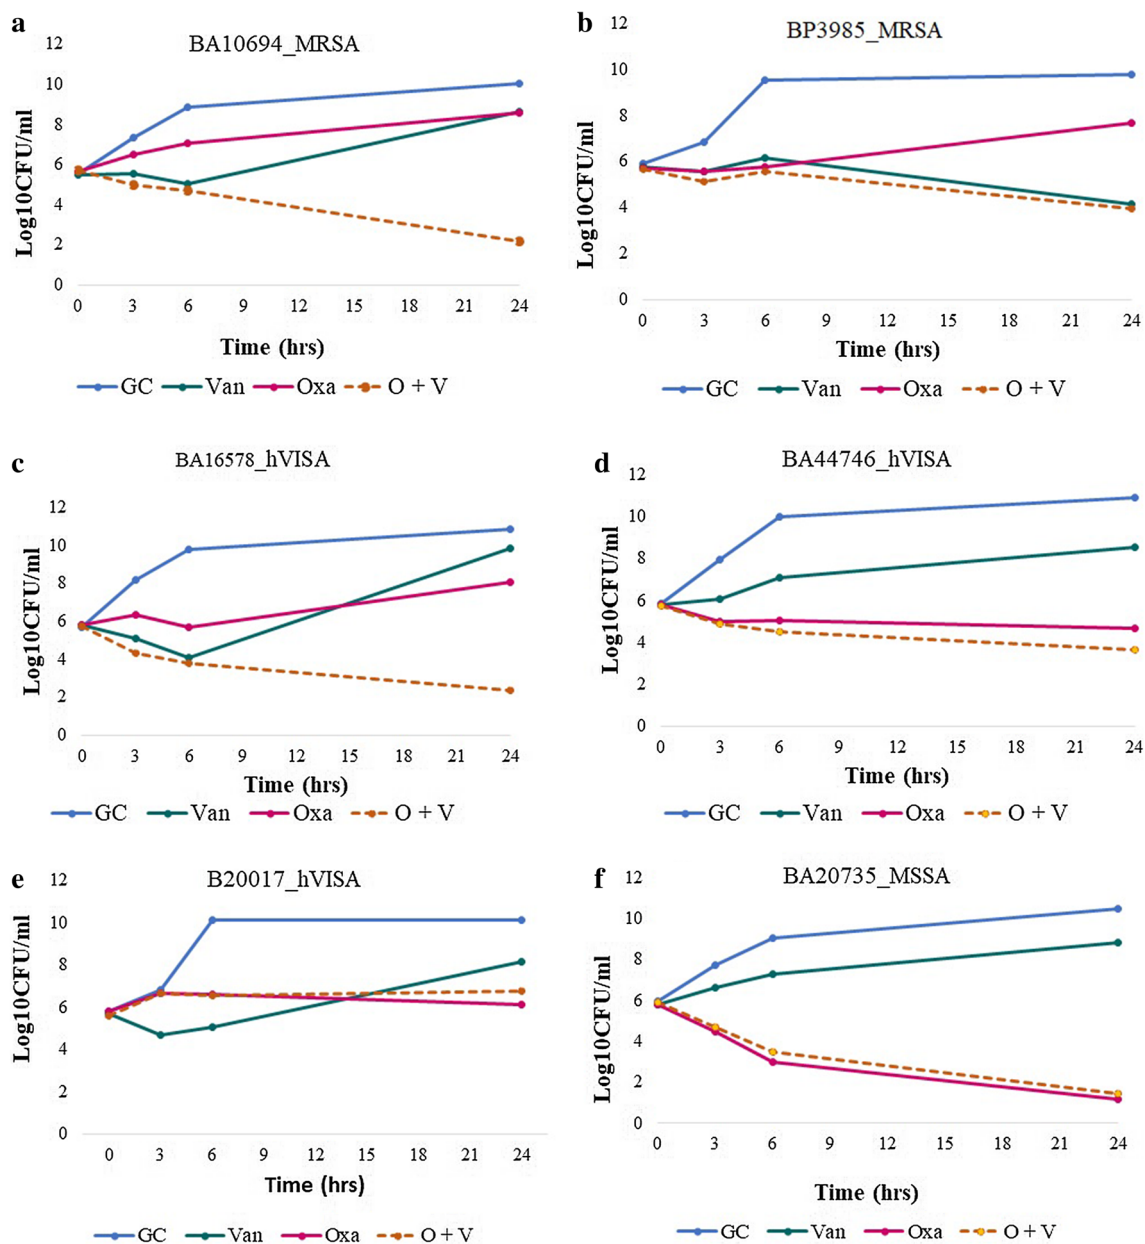 a
BA10694_MRSA
12
10
8
6
4
2
0
Log10CFU/ml
0 3 6 9 12 15 18 21 24
Time (hrs)
GC Van Oxa O + V
b
BP3985_MRSA
12
10
8
6
4
2
0
Log10CFU/ml
0 3 6 9 12 15 18 21 24
Time (hrs)
GC Van Oxa O + V
c
BA16578_hVISA
12
10
8
6
4
2
0
Log10CFU/ml
0 3 6 9 12 15 18 21 24
Time (hrs)
GC Van Oxa O + V
d
BA44746_hVISA
12
10
8
6
4
2
0
Log10CFU/ml
0 3 6 9 12 15 18 21 24
Time (hrs)
GC Van Oxa O + V
e
B20017_hVISA
12
10
8
6
4
2
0
Log10CFU/ml
0 3 6 9 12 15 18 21 24
Time (hrs)
GC Van Oxa O + V
f
BA20735_MSSA
12
10
8
6
4
2
0
Log10CFU/ml
0 3 6 9 12 15 18 21 24
Time (hrs)
GC Van Oxa O + V